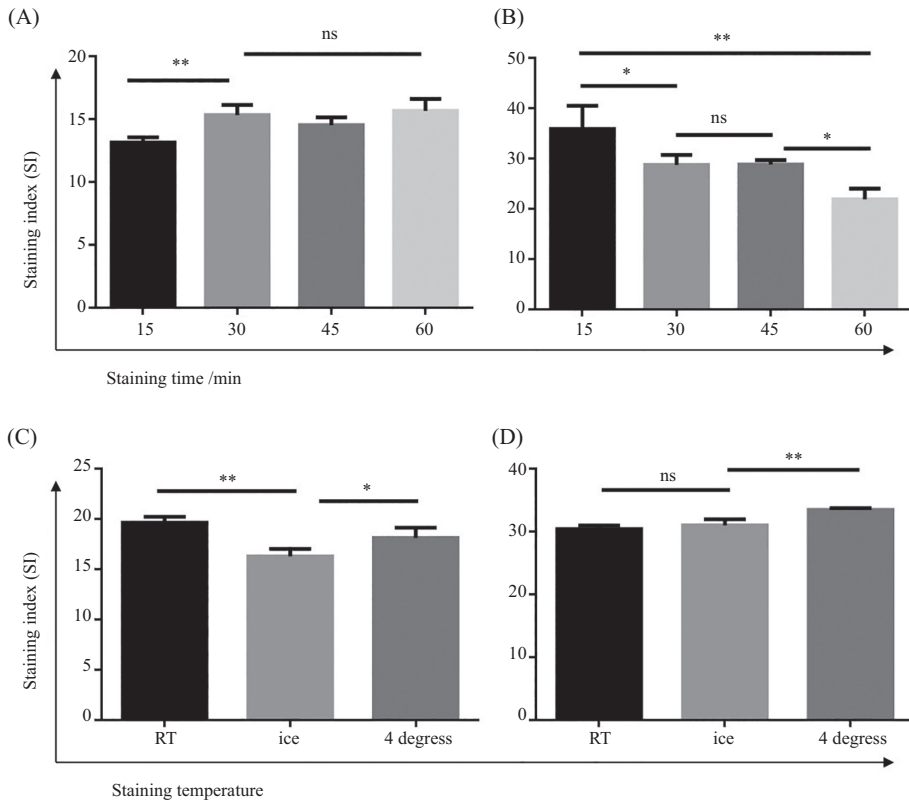 (A)
(B)
Staining index (SI)
20
15
10
5
0
**
ns
15 30 45 60
50
40
30
20
10
0
**
*
ns
*
15 30 45 60
Staining time /min
(C)
(D)
Staining index (SI)
25
20
15
10
5
0
**
*
RT ice 4 degress
40
30
20
10
0
ns
**
RT ice 4 degress
Staining temperature